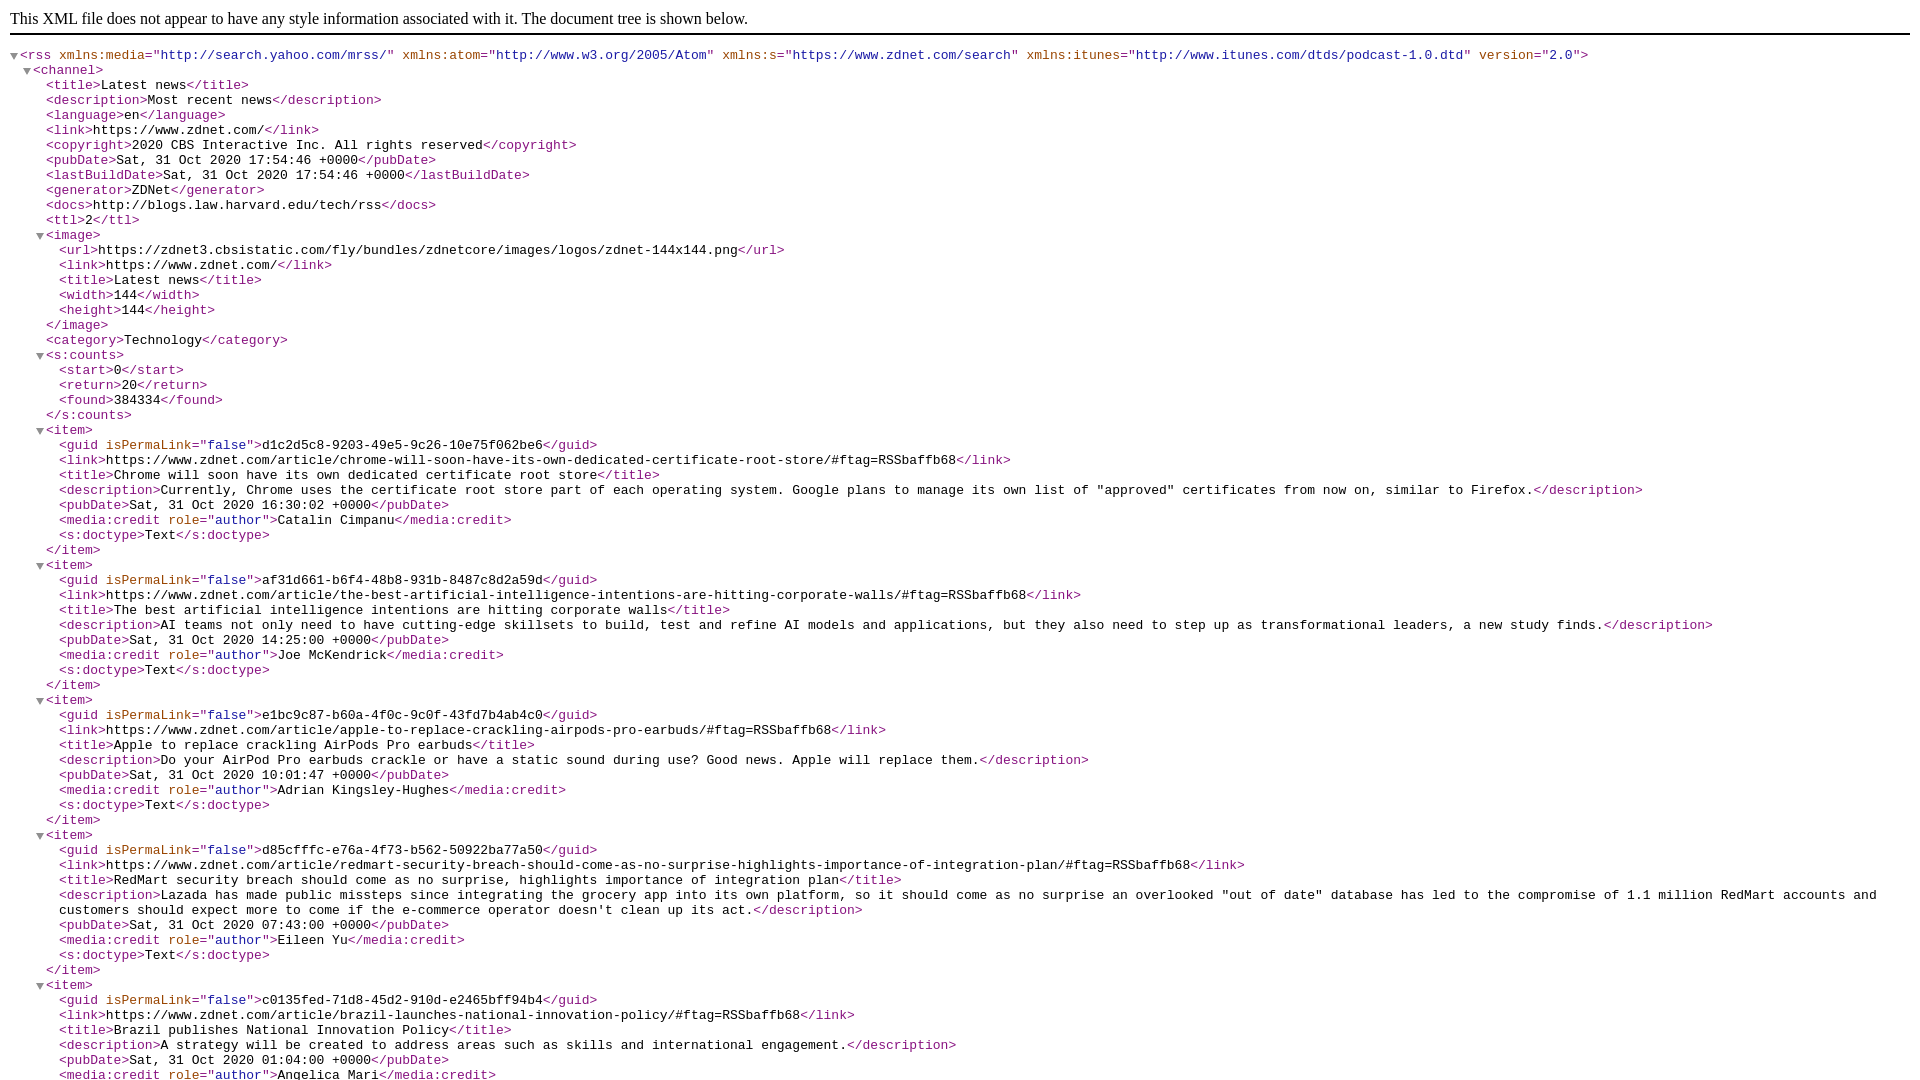 This XML file does not appear to have any style information associated with it. The document tree is shown below.
<rss xmlns:media="http://search.yahoo.com/mrss/" xmlns:atom="http://www.w3.org/2005/Atom" xmlns:s="https://www.zdnet.com/search" xmlns:itunes="http://www.itunes.com/dtds/podcast-1.0.dtd" version="2.0">
<channel>
<title>Latest news</title>
<description>Most recent news</description>
<language>en</language>
<link>https://www.zdnet.com/</link>
<copyright>2020 CBS Interactive Inc. All rights reserved</copyright>
<pubDate>Sat, 31 Oct 2020 17:54:46 +0000</pubDate>
<lastBuildDate>Sat, 31 Oct 2020 17:54:46 +0000</lastBuildDate>
<generator>ZDNet</generator>
<docs>http://blogs.law.harvard.edu/tech/rss</docs>
<ttl>2</ttl>
<image>
<url>https://zdnet3.cbsistatic.com/fly/bundles/zdnetcore/images/logos/zdnet-144x144.png</url>
<link>https://www.zdnet.com/</link>
<title>Latest news</title>
<width>144</width>
<height>144</height>
</image>
<category>Technology</category>
<s:counts>
<start>0</start>
<return>20</return>
<found>384334</found>
</s:counts>
<item>
<guid isPermaLink="false">d1c2d5c8-9203-49e5-9c26-10e75f062be6</guid>
<link>https://www.zdnet.com/article/chrome-will-soon-have-its-own-dedicated-certificate-root-store/#ftag=RSSbaffb68</link>
<title>Chrome will soon have its own dedicated certificate root store</title>
<description>Currently, Chrome uses the certificate root store part of each operating system. Google plans to manage its own list of "approved" certificates from now on, similar to Firefox.</description>
<pubDate>Sat, 31 Oct 2020 16:30:02 +0000</pubDate>
<media:credit role="author">Catalin Cimpanu</media:credit>
<s:doctype>Text</s:doctype>
</item>
<item>
<guid isPermaLink="false">af31d661-b6f4-48b8-931b-8487c8d2a59d</guid>
<link>https://www.zdnet.com/article/the-best-artificial-intelligence-intentions-are-hitting-corporate-walls/#ftag=RSSbaffb68</link>
<title>The best artificial intelligence intentions are hitting corporate walls</title>
<description>AI teams not only need to have cutting-edge skillsets to build, test and refine AI models and applications, but they also need to step up as transformational leaders, a new study finds.</description>
<pubDate>Sat, 31 Oct 2020 14:25:00 +0000</pubDate>
<media:credit role="author">Joe McKendrick</media:credit>
<s:doctype>Text</s:doctype>
</item>
<item>
<guid isPermaLink="false">e1bc9c87-b60a-4f0c-9c0f-43fd7b4ab4c0</guid>
<link>https://www.zdnet.com/article/apple-to-replace-crackling-airpods-pro-earbuds/#ftag=RSSbaffb68</link>
<title>Apple to replace crackling AirPods Pro earbuds</title>
<description>Do your AirPod Pro earbuds crackle or have a static sound during use? Good news. Apple will replace them.</description>
<pubDate>Sat, 31 Oct 2020 10:01:47 +0000</pubDate>
<media:credit role="author">Adrian Kingsley-Hughes</media:credit>
<s:doctype>Text</s:doctype>
</item>
<item>
<guid isPermaLink="false">d85cfffc-e76a-4f73-b562-50922ba77a50</guid>
<link>https://www.zdnet.com/article/redmart-security-breach-should-come-as-no-surprise-highlights-importance-of-integration-plan/#ftag=RSSbaffb68</link>
<title>RedMart security breach should come as no surprise, highlights importance of integration plan</title>
<description>Lazada has made public missteps since integrating the grocery app into its own platform, so it should come as no surprise an overlooked "out of date" database has led to the compromise of 1.1 million RedMart accounts and
customers should expect more to come if the e-commerce operator doesn't clean up its act.</description>
<pubDate>Sat, 31 Oct 2020 07:43:00 +0000</pubDate>
<media:credit role="author">Eileen Yu</media:credit>
<s:doctype>Text</s:doctype>
</item>
<item>
<guid isPermaLink="false">c0135fed-71d8-45d2-910d-e2465bff94b4</guid>
<link>https://www.zdnet.com/article/brazil-launches-national-innovation-policy/#ftag=RSSbaffb68</link>
<title>Brazil publishes National Innovation Policy</title>
<description>A strategy will be created to address areas such as skills and international engagement.</description>
<pubDate>Sat, 31 Oct 2020 01:04:00 +0000</pubDate>
<media:credit role="author">Angelica Mari</media:credit>